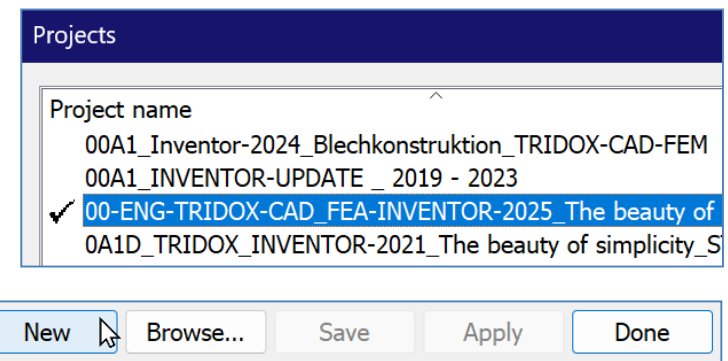 Projects
Project name
00A1_Inventor-2024_Blechkonstruktion_TRIDOX-CAD-FEM
00A1_INVENTOR-UPDATE _ 2019 - 2023
00-ENG-TRIDOX-CAD_FEA-INVENTOR-2025_The beauty of
0A1D_TRIDOX_INVENTOR-2021_The beauty of simplicity_S
New Browse... Save Apply Done